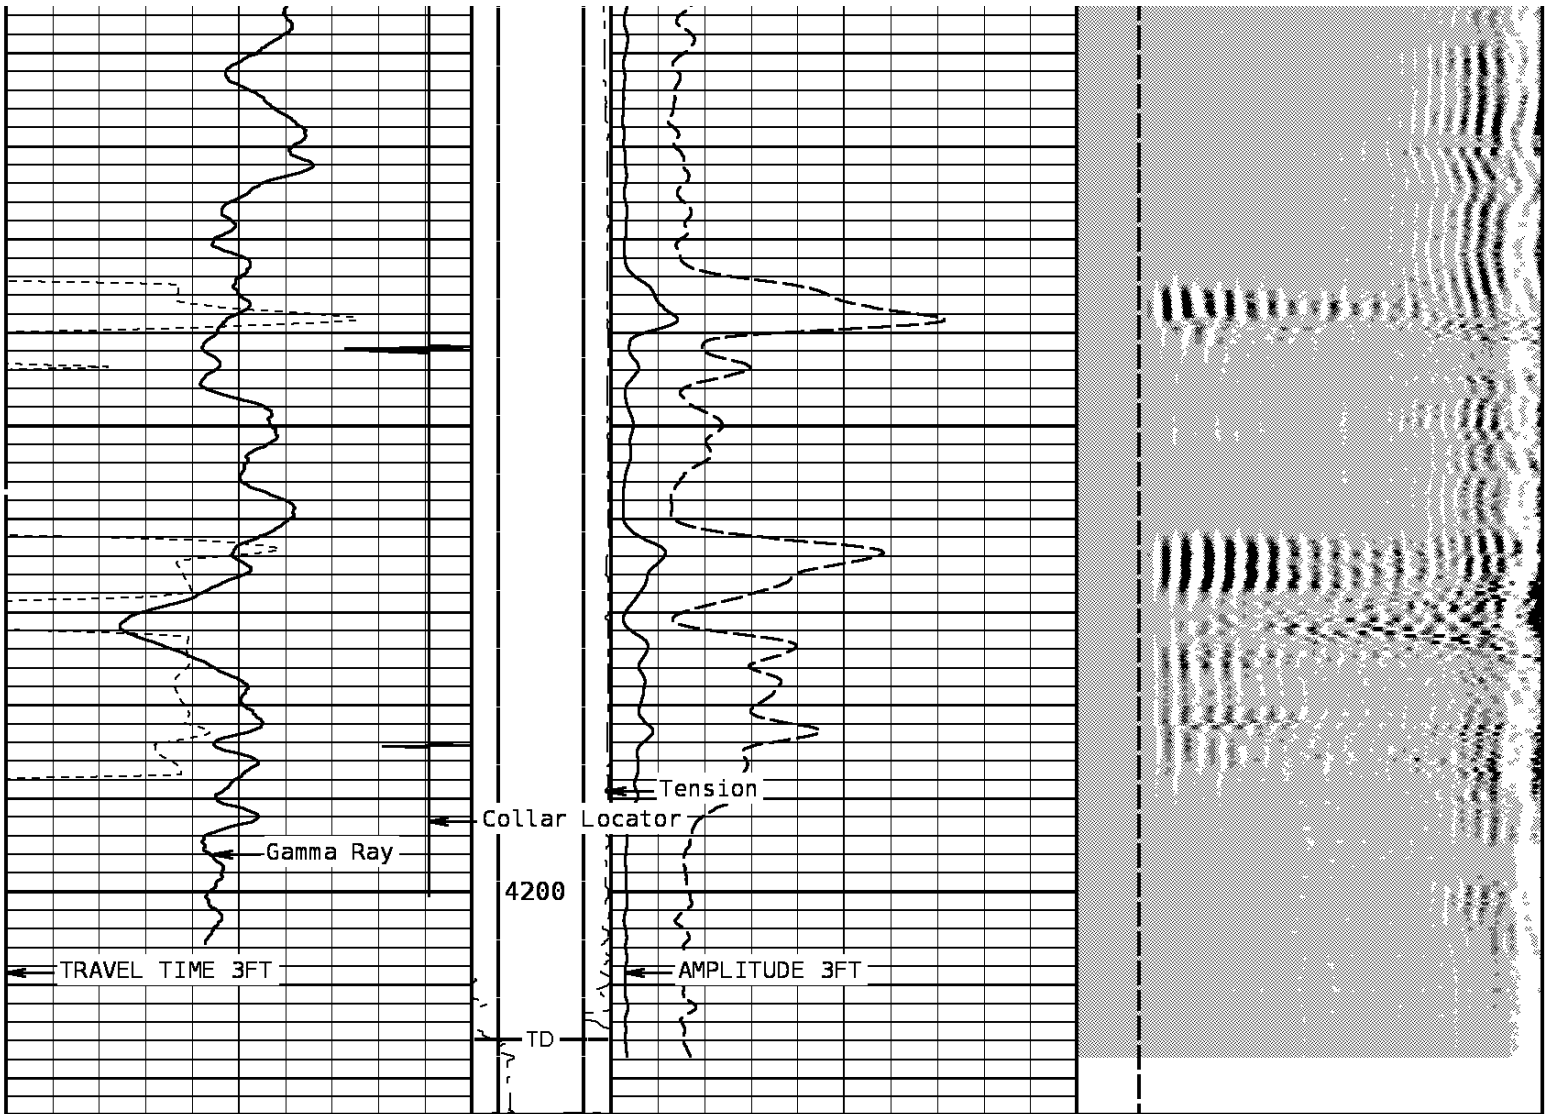 Tension
Collar Locator
Gamma Ray
4200
TRAVEL TIME 3FT
AMPLITUDE 3FT
TD